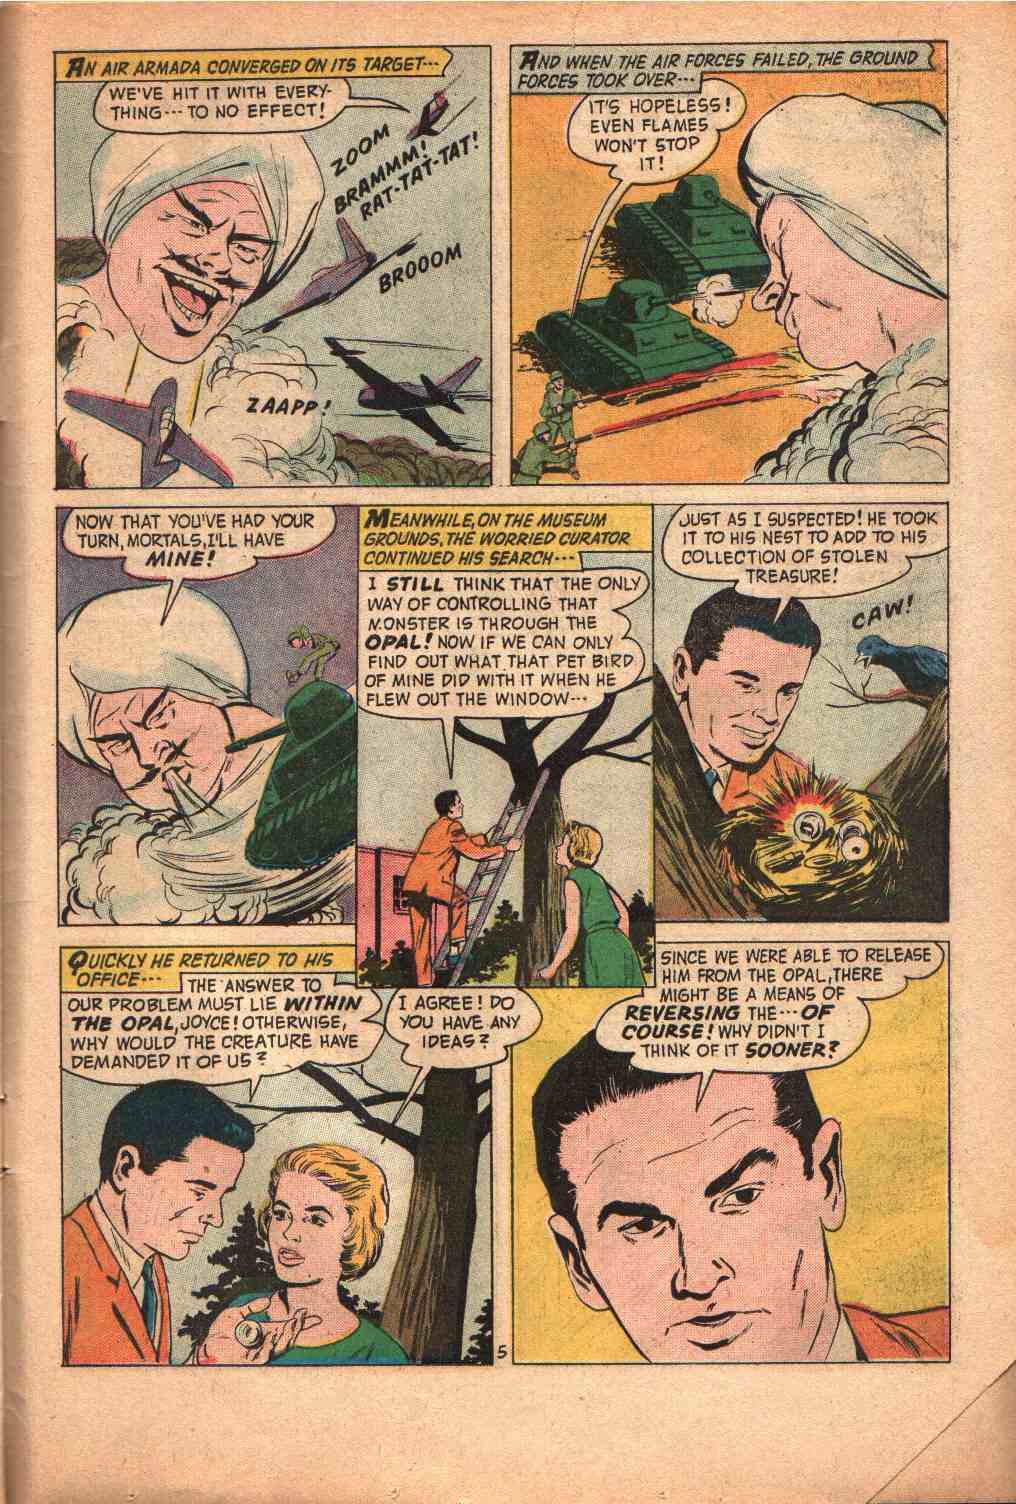 AN AIR ARMADA CONVERGED ON ITS TARGET---
WE'VE HIT IT WITH EVERY-
THING--- TO NO EFFECT!
ZOOM
BRAMMM!
RAT-TAT-TAT!
BROOOM
ZAAPP!
AND WHEN THE AIR FORCES FAILED, THE GROUND
FORCES TOOK OVER---
IT'S HOPELESS!
EVEN FLAMES
WON'T STOP
IT!
NOW THAT YOU'VE HAD YOUR
TURN, MORTALS, I'LL HAVE
MINE!
MEANWHILE, ON THE MUSEUM
GROUNDS, THE WORRIED CURATOR
CONTINUED HIS SEARCH---
I STILL THINK THAT THE ONLY
WAY OF CONTROLLING THAT
MONSTER IS THROUGH THE
OPAL! NOW IF WE CAN ONLY
FIND OUT WHAT THAT PET BIRD
OF MINE DID WITH IT WHEN HE
FLEW OUT THE WINDOW---
JUST AS I SUSPECTED! HE TOOK
IT TO HIS NEST TO ADD TO HIS
COLLECTION OF STOLEN
TREASURE!
CAW!
QUICKLY HE RETURNED TO HIS
OFFICE---
THE ANSWER TO
OUR PROBLEM MUST LIE WITHIN
THE OPAL, JOYCE! OTHERWISE,
WHY WOULD THE CREATURE HAVE
DEMANDED IT OF US?
I AGREE! DO
YOU HAVE ANY
IDEAS?
5
SINCE WE WERE ABLE TO RELEASE
HIM FROM THE OPAL, THERE
MIGHT BE A MEANS OF
REVERSING THE--- OF
COURSE! WHY DIDN'T I
THINK OF IT SOONER?